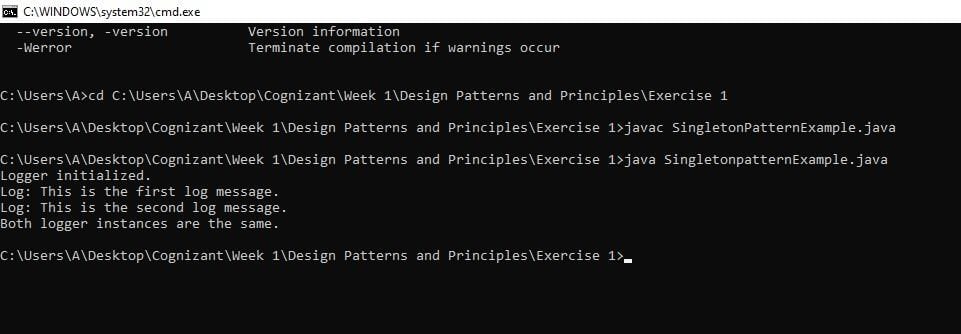 C:\WINDOWS\system32\cmd.exe
--version, -version Version information
-Werror Terminate compilation if warnings occur
C:\Users\A>cd C:\Users\A\Desktop\Cognizant\Week 1\Design Patterns and Principles\Exercise 1
C:\Users\A\Desktop\Cognizant\Week 1\Design Patterns and Principles\Exercise 1>javac SingletonPatternExample.java
C:\Users\A\Desktop\Cognizant\Week 1\Design Patterns and Principles\Exercise 1>java SingletonpatternExample.java
Logger initialized.
Log: This is the first log message.
Log: This is the second log message.
Both logger instances are the same.
C:\Users\A\Desktop\Cognizant\Week 1\Design Patterns and Principles\Exercise 1>